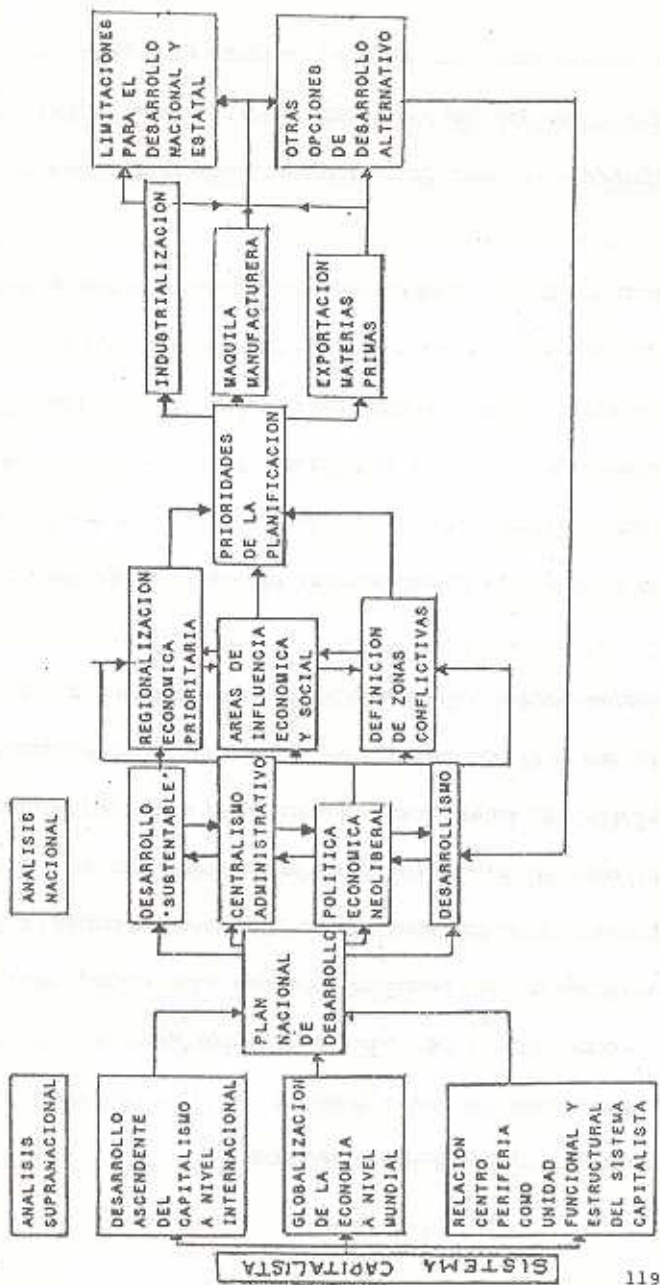 ANALISIS
SUPRANACIONAL
ANALISIS
NACIONAL
SISTEMA
CAPITALISTA
DESARROLLO
ASCENDENTE
DEL
CAPITALISMO
A NIVEL
INTERNACIONAL
GLOBALIZACION
DE LA
ECONOMIA
A NIVEL
MUNDIAL
RELACION
CENTRO
PERIFERIA
COMO
UNIDAD
FUNCIONAL Y
ESTRUCTURAL
DEL SISTEMA
CAPITALISTA
PLAN
NACIONAL
DE
DESARROLLO
DESARROLLO
"SUSTENTABLE"
CENTRALISMO
ADMINISTRATIVO
POLITICA
ECONOMICA
NEOLIBERAL
DESARROLLISMO
REGIONALIZACION
ECONOMICA
PRIORITARIA
AREAS DE
INFLUENCIA
ECONOMICA
Y SOCIAL
DEFINICION
DE ZONAS
CONFLICTIVAS
PRIORIDADES
DE LA
PLANIFICACION
INDUSTRIALIZACION
MAQUILA
MANUFACTURERA
EXPORTACION
MATERIAS
PRIMAS
LIMITACIONES
PARA EL
DESARROLLO
NACIONAL Y
ESTATAL
OTRAS
OPCIONES
DE
DESARROLLO
ALTERNATIVO
119